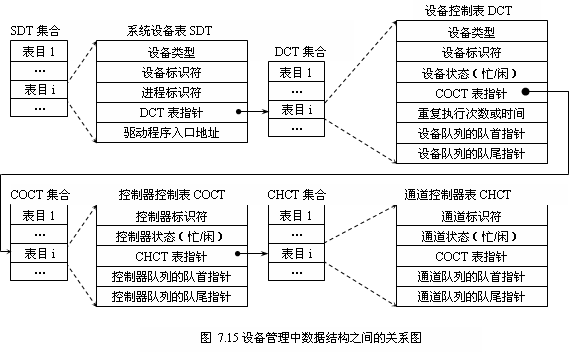 SDT 集合
表目 1
…
表目 i
…
系统设备表 SDT
设备类型
设备标识符
进程标识符
DCT 表指针
驱动程序入口地址
DCT 集合
表目 1
…
表目 i
…
设备控制表 DCT
设备类型
设备标识符
设备状态（忙/闲）
COCT 表指针
重复执行次数或时间
设备队列的队首指针
设备队列的队尾指针
COCT 集合
表目 1
…
表目 i
…
控制器控制表 COCT
控制器标识符
控制器状态（忙/闲）
CHCT 表指针
控制器队列的队首指针
控制器队列的队尾指针
CHCT 集合
表目 1
…
表目 i
…
通道控制器表 CHCT
通道标识符
通道状态（忙/闲）
COCT 表指针
通道队列的队首指针
通道队列的队尾指针
图 7.15 设备管理中数据结构之间的关系图